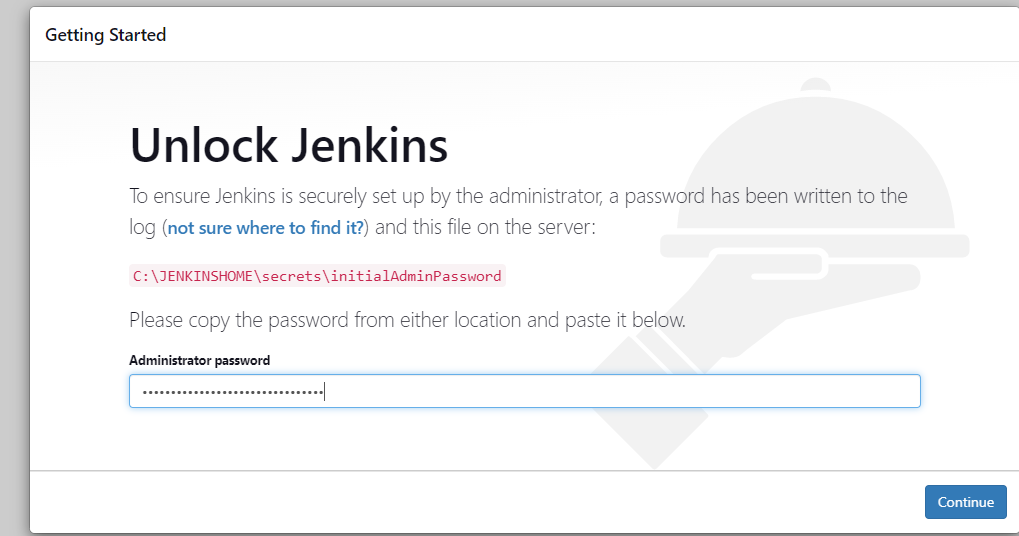 Getting Started
Unlock Jenkins
To ensure Jenkins is securely set up by the administrator, a password has been written to the
log (not sure where to find it?) and this file on the server:
C:\JENKINSHOME\secrets\initialAdminPassword
Please copy the password from either location and paste it below.
Administrator password
••••••••••••••••••••••••••••••••
Continue